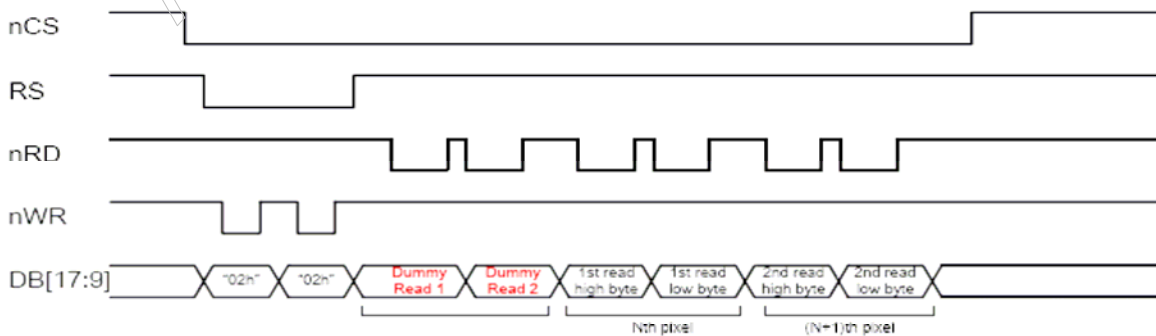 nCS
RS
nRD
nWR
DB[17:9]
"02h"
"02h"
Dummy
Read 1
Dummy
Read 2
1st read
high byte
1st read
low byte
2nd read
high byte
2nd read
low byte
Nth pixel
(N+1)th pixel